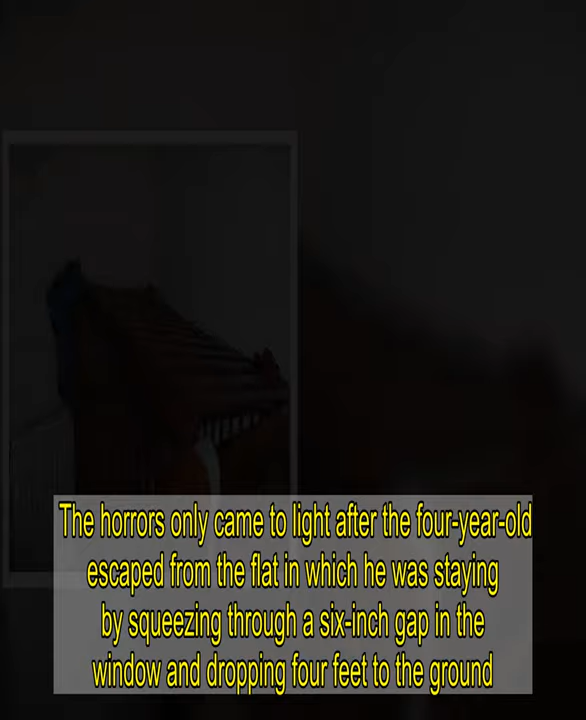 The horrors only came to light after the four-year-old
escaped from the flat in which he was staying
by squeezing through a six-inch gap in the
window and dropping four feet to the ground